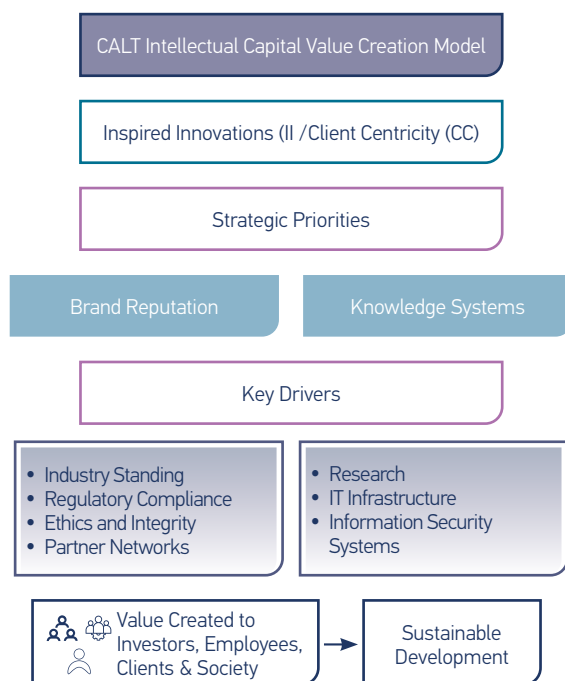 CALT Intellectual Capital Value Creation Model
Inspired Innovations (II /Client Centricity (CC)
Strategic Priorities
Brand Reputation
Knowledge Systems
Key Drivers
• Industry Standing
• Regulatory Compliance
• Ethics and Integrity
• Partner Networks
• Research
• IT Infrastructure
• Information Security
Systems
Value Created to
Investors, Employees,
Clients & Society
Sustainable
Development